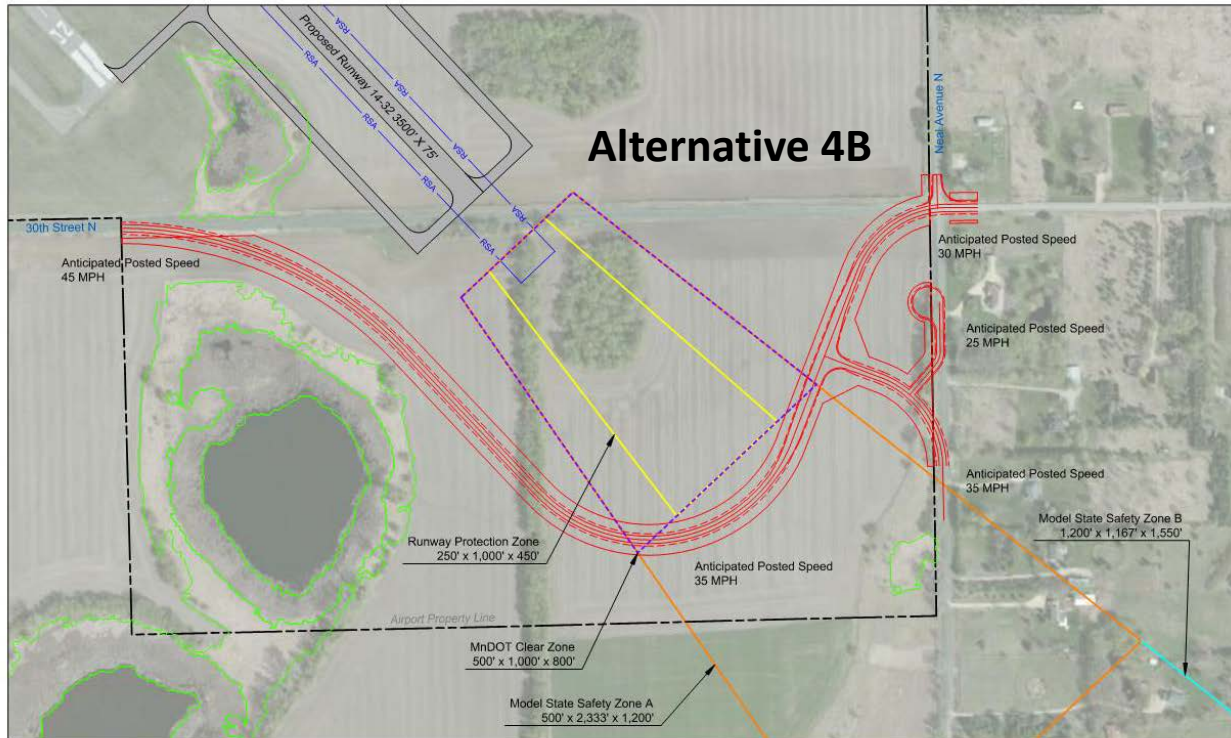 14
RSA
RSA
Proposed Runway 14-32 3500' X 75'
RSA
RSA
RSA
RSA
RSA
Alternative 4B
Neal Avenue N
30th Street N
Anticipated Posted Speed
45 MPH
Anticipated Posted Speed
30 MPH
Anticipated Posted Speed
25 MPH
Anticipated Posted Speed
35 MPH
Model State Safety Zone B
1,200' x 1,167' x 1,550'
Runway Protection Zone
250' x 1,000' x 450'
Anticipated Posted Speed
35 MPH
Airport Property Line
MnDOT Clear Zone
500' x 1,000' x 800'
Model State Safety Zone A
500' x 2,333' x 1,200'